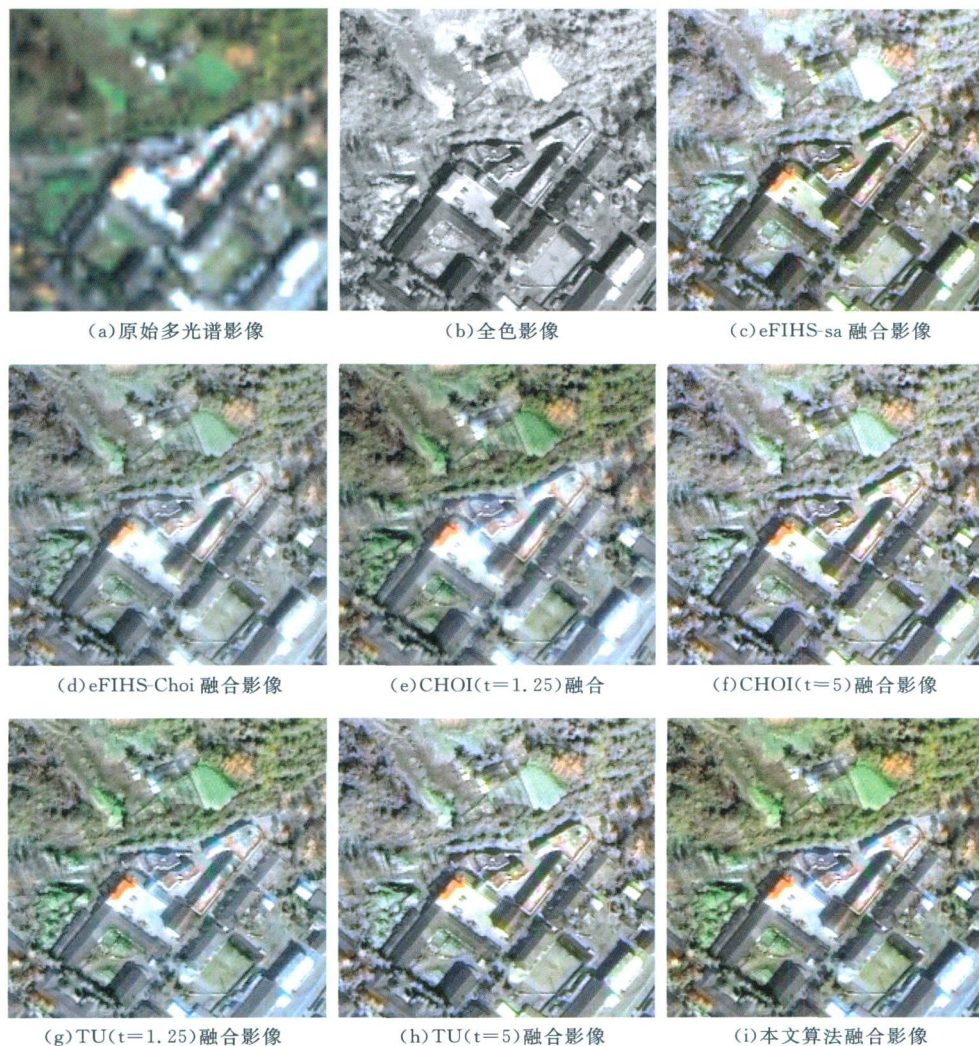 (a)原始多光谱影像
(b)全色影像
(c)eFIHS-sa 融合影像
(d)eFIHS-Choi 融合影像
(e)CHOI(t=1.25)融合
(f)CHOI(t=5)融合影像
(g)TU(t=1.25)融合影像
(h)TU(t=5)融合影像
(i)本文算法融合影像